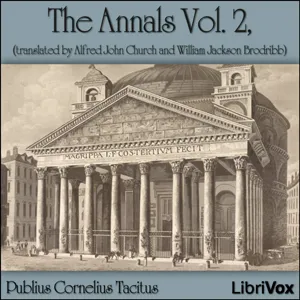 The Annals Vol. 2,
(translated by Alfred John Church and William Jackson Brodribb)
M·AGRIPPA·L·F·COS·TERTIUM·FECIT
Publius Cornelius Tacitus
LibriVox